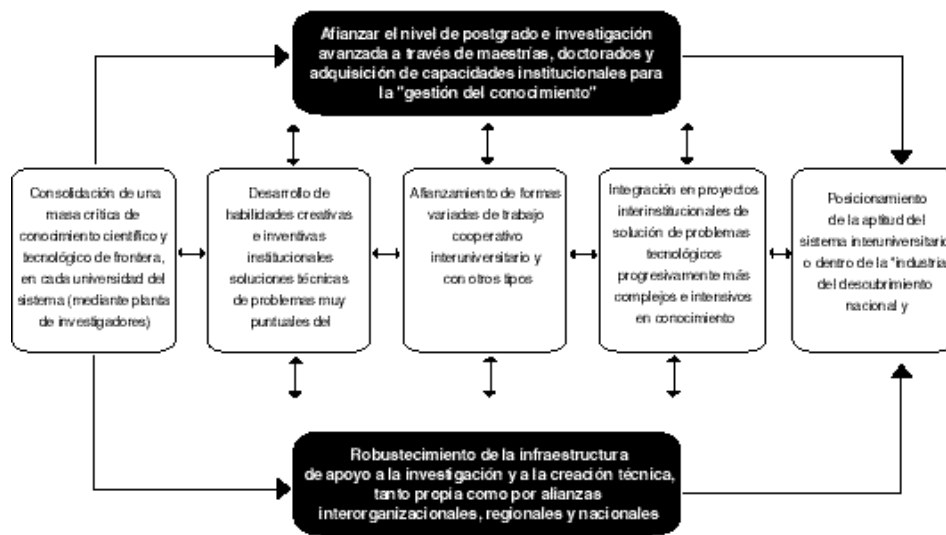 Afianzar el nivel de postgrado e investigación
avanzada a través de maestrías, doctorados y
adquisición de capacidades institucionales para
la "gestión del conocimiento"
Consolidación de una
masa crítica de
conocimiento científico y
tecnológico de frontera,
en cada universidad del
sistema (mediante planta
de investigadores)
Desarrollo de
habilidades creativas
e inventivas
institucionales
soluciones técnicas
de problemas muy
puntuales del
Afianzamiento de formas
variadas de trabajo
cooperativo
interuniversitario y
con otros tipos
Integración en proyectos
interinstitucionales de
solución de problemas
tecnológicos
progresivamente más
complejos e intensivos
en conocimiento
Posicionamiento
de la aptitud del
sistema interuniversitario
o dentro de la "industria
del descubrimiento
nacional y
Robustecimiento de la infraestructura
de apoyo a la investigación y a la creación técnica,
tanto propia como por alianzas
interorganizacionales, regionales y nacionales